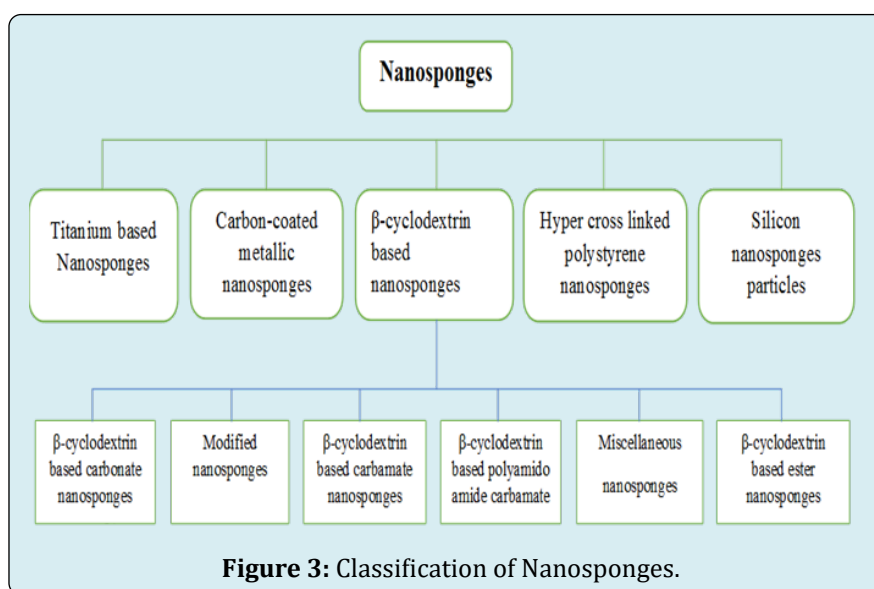 Nanosponges
Titanium based
Nanosponges
Carbon-coated
metallic
nanosponges
β-cyclodextrin
based
nanosponges
Hyper cross linked
polystyrene
nanosponges
Silicon
nanosponges
particles
β-cyclodextrin
based carbonate
nanosponges
Modified
nanosponges
β-cyclodextrin
based carbamate
nanosponges
β-cyclodextrin
based polyamido
amide carbamate
Miscellaneous
nanosponges
β-cyclodextrin
based ester
nanosponges
Figure 3: Classification of Nanosponges.